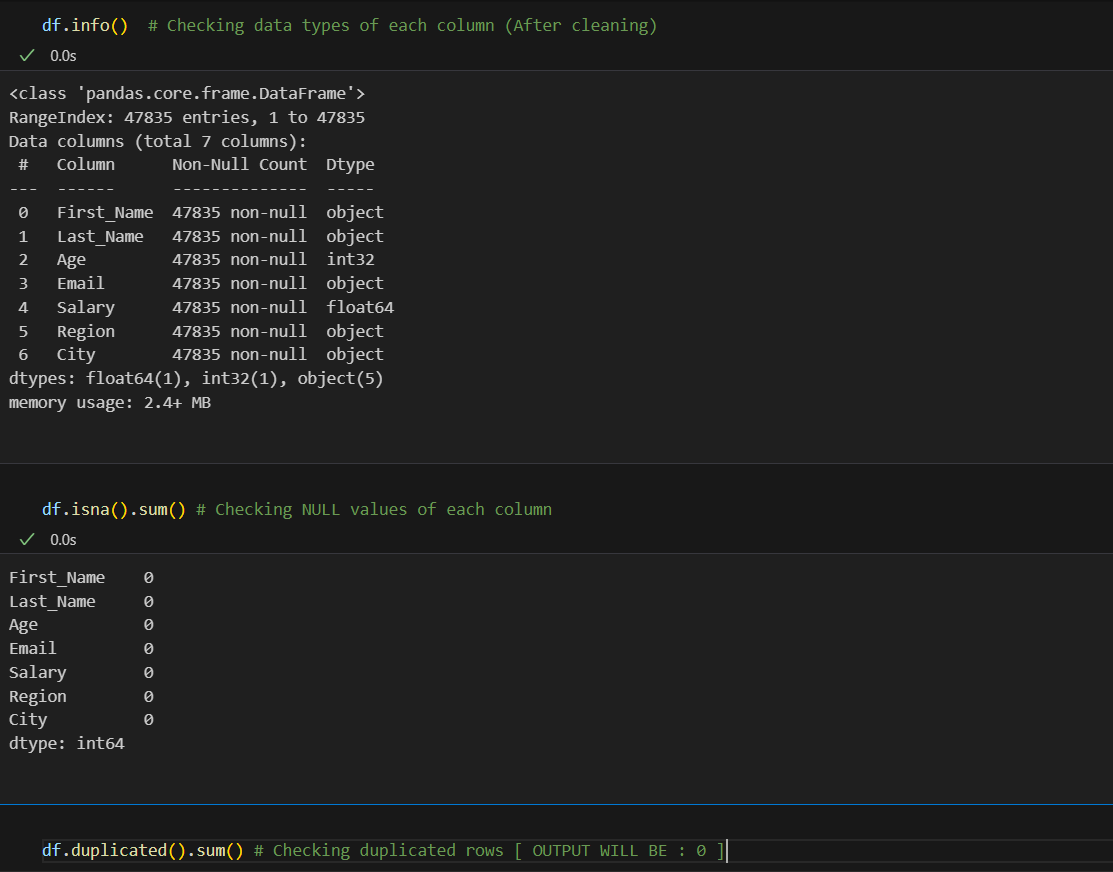 df.info()  # Checking data types of each column (After cleaning)
✓ 0.0s
<class 'pandas.core.frame.DataFrame'>
RangeIndex: 47835 entries, 1 to 47835
Data columns (total 7 columns):
 #   Column      Non-Null Count  Dtype
---  ------      --------------  -----
 0   First_Name  47835 non-null  object
 1   Last_Name   47835 non-null  object
 2   Age         47835 non-null  int32
 3   Email       47835 non-null  object
 4   Salary      47835 non-null  float64
 5   Region      47835 non-null  object
 6   City        47835 non-null  object
dtypes: float64(1), int32(1), object(5)
memory usage: 2.4+ MB
df.isna().sum() # Checking NULL values of each column
✓ 0.0s
First_Name    0
Last_Name     0
Age           0
Email         0
Salary        0
Region        0
City          0
dtype: int64
df.duplicated().sum() # Checking duplicated rows [ OUTPUT WILL BE : 0 ]